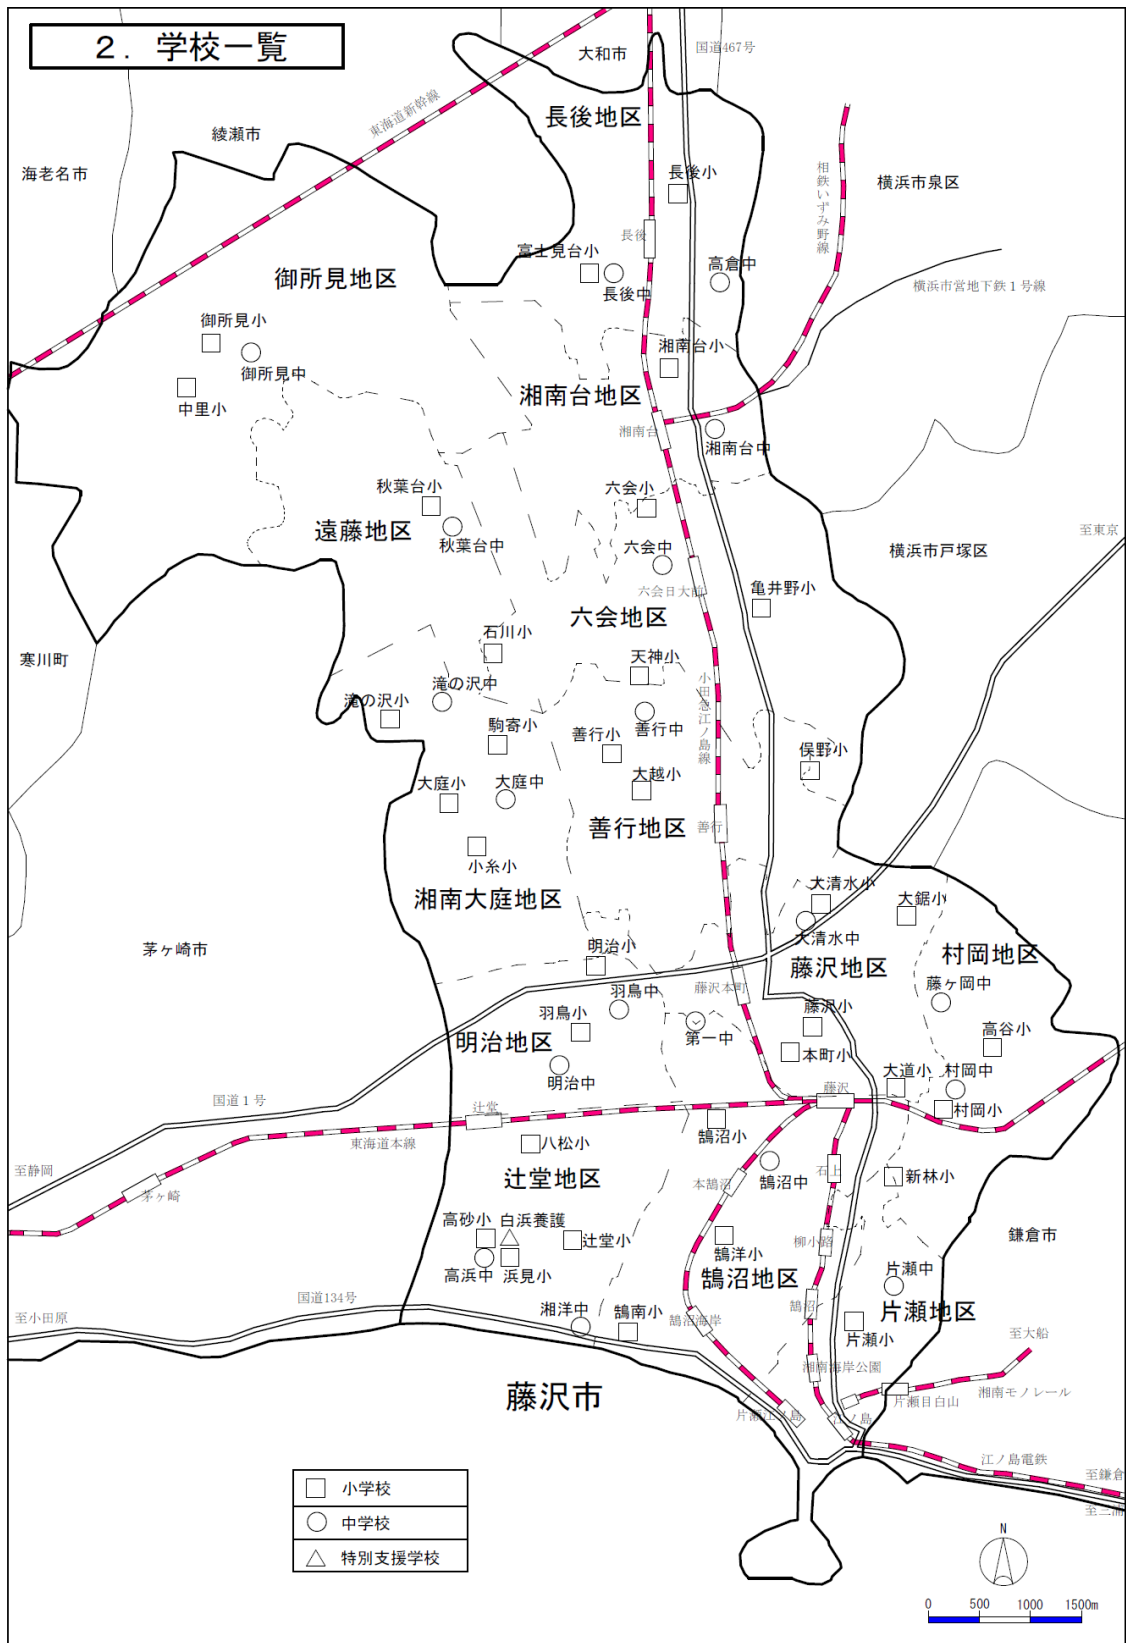 ２．学校一覧
大和市
国道467号
東海道新幹線
長後地区
綾瀬市
海老名市
長後小
相鉄いずみ野線
横浜市泉区
長後
富士見台小
高倉中
御所見地区
長後中
横浜市営地下鉄１号線
御所見小
湘南台小
御所見中
湘南台地区
中里小
湘南台
湘南台中
秋葉台小
六会小
遠藤地区
秋葉台中
六会中
至東京
横浜市戸塚区
六会日大前
亀井野小
六会地区
石川小
寒川町
天神小
滝の沢中
小田急江ノ島線
滝の沢小
駒寄小
善行小
善行中
俣野小
大庭小
大庭中
大越小
善行地区
善行
小糸小
湘南大庭地区
大清水小
大鋸小
大清水中
茅ヶ崎市
明治小
村岡地区
藤沢地区
羽鳥中
藤沢本町
藤ヶ岡中
羽鳥小
藤沢小
第一中
高谷小
明治地区
本町小
明治中
大道小
村岡中
国道１号
辻堂
藤沢
村岡小
東海道本線
八松小
鵠沼小
至静岡
辻堂地区
石上
新林小
茅ヶ崎
本鵠沼
鵠沼中
高砂小
白浜養護
辻堂小
柳小路
鵠洋小
鎌倉市
高浜中
浜見小
鵠沼地区
片瀬中
国道134号
湘洋中
鵠南小
鵠沼
片瀬地区
至小田原
鵠沼海岸
片瀬小
至大船
湘南海岸公園
藤沢市
片瀬目白山
湘南モノレール
片瀬江ノ島
江ノ島
江ノ島電鉄
至鎌倉
至三浦
小学校
中学校
特別支援学校
N
0 500 1000 1500m